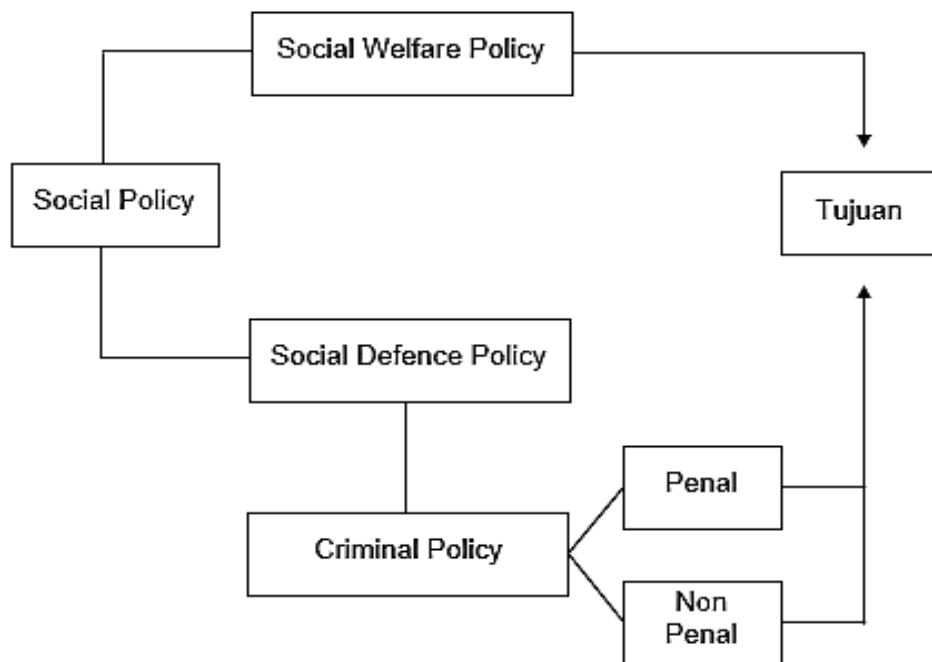 Social Welfare Policy
Social Policy
Tujuan
Social Defence Policy
Penal
Criminal Policy
Non
Penal